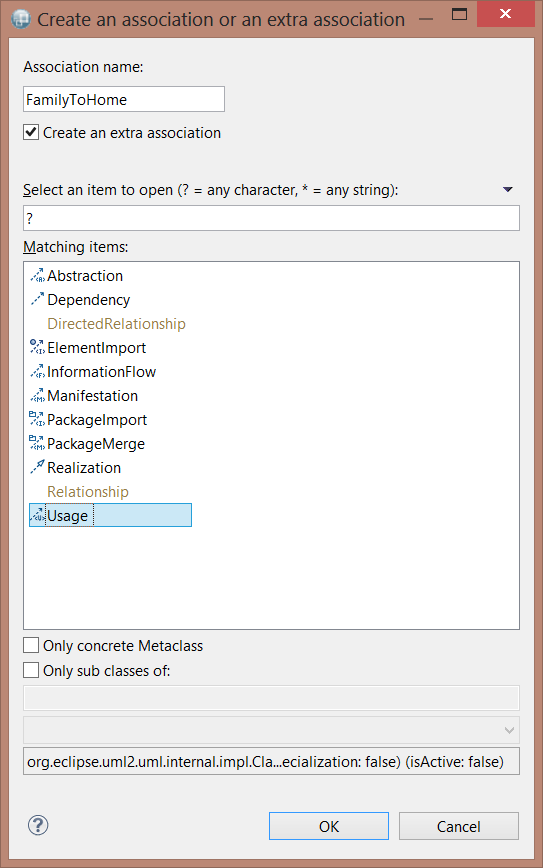 Create an association or an extra association
Association name:
FamilyToHome
Create an extra association
Select an item to open (? = any character, * = any string):
?
Matching items:
Abstraction
Dependency
DirectedRelationship
ElementImport
InformationFlow
Manifestation
PackageImport
PackageMerge
Realization
Relationship
Usage
Only concrete Metaclass
Only sub classes of:
org.eclipse.uml2.uml.internal.impl.Cla...ecialization: false) (isActive: false)
?
OK
Cancel